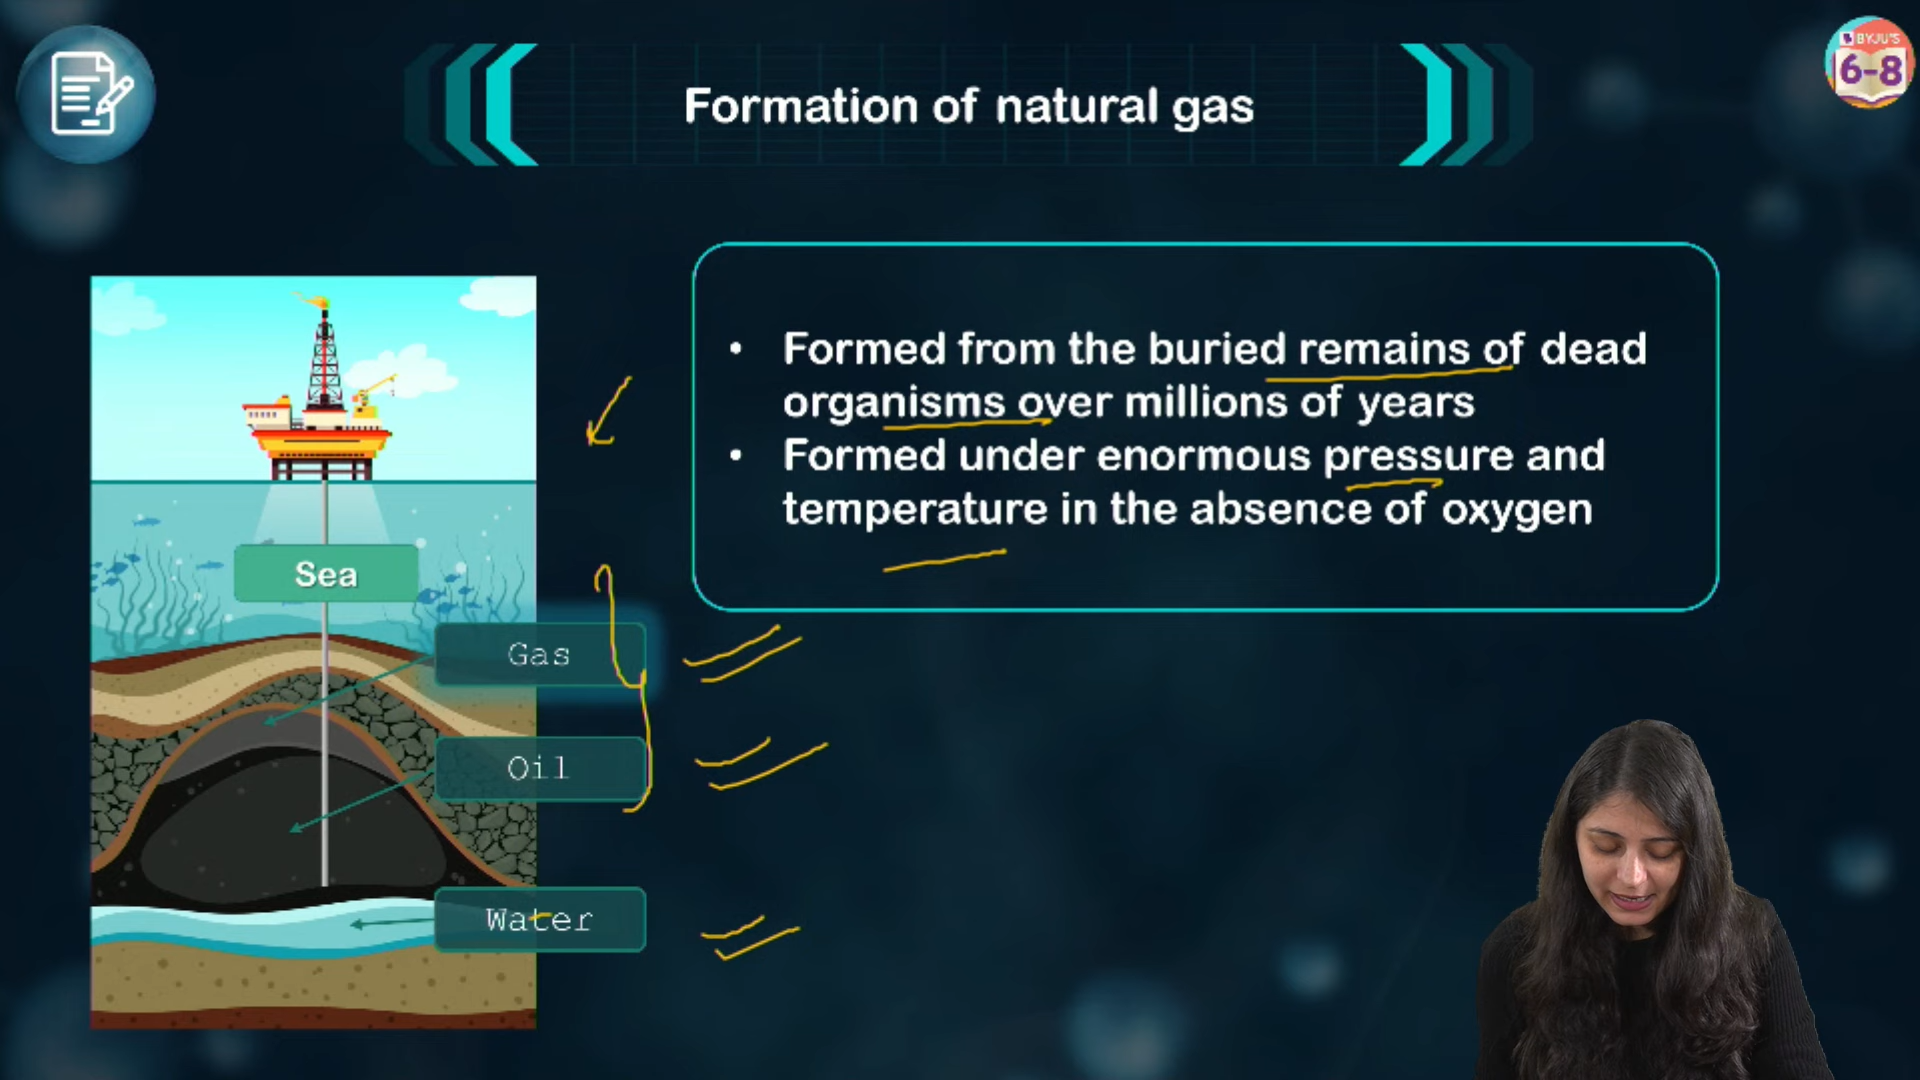 BYJU'S
6-8
Formation of natural gas
• Formed from the buried remains of dead
organisms over millions of years
• Formed under enormous pressure and
temperature in the absence of oxygen
Sea
Gas
Oil
Water